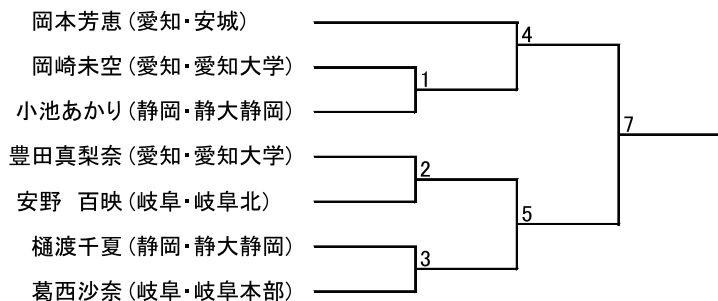 岡本芳恵（愛知・安城）
4
岡崎未空（愛知・愛知大学）
1
小池あかり（静岡・静大静岡）
7
豊田真梨奈（愛知・愛知大学）
2
安野　百映（岐阜・岐阜北）
5
樋渡千夏（静岡・静大静岡）
3
葛西沙奈（岐阜・岐阜本部）